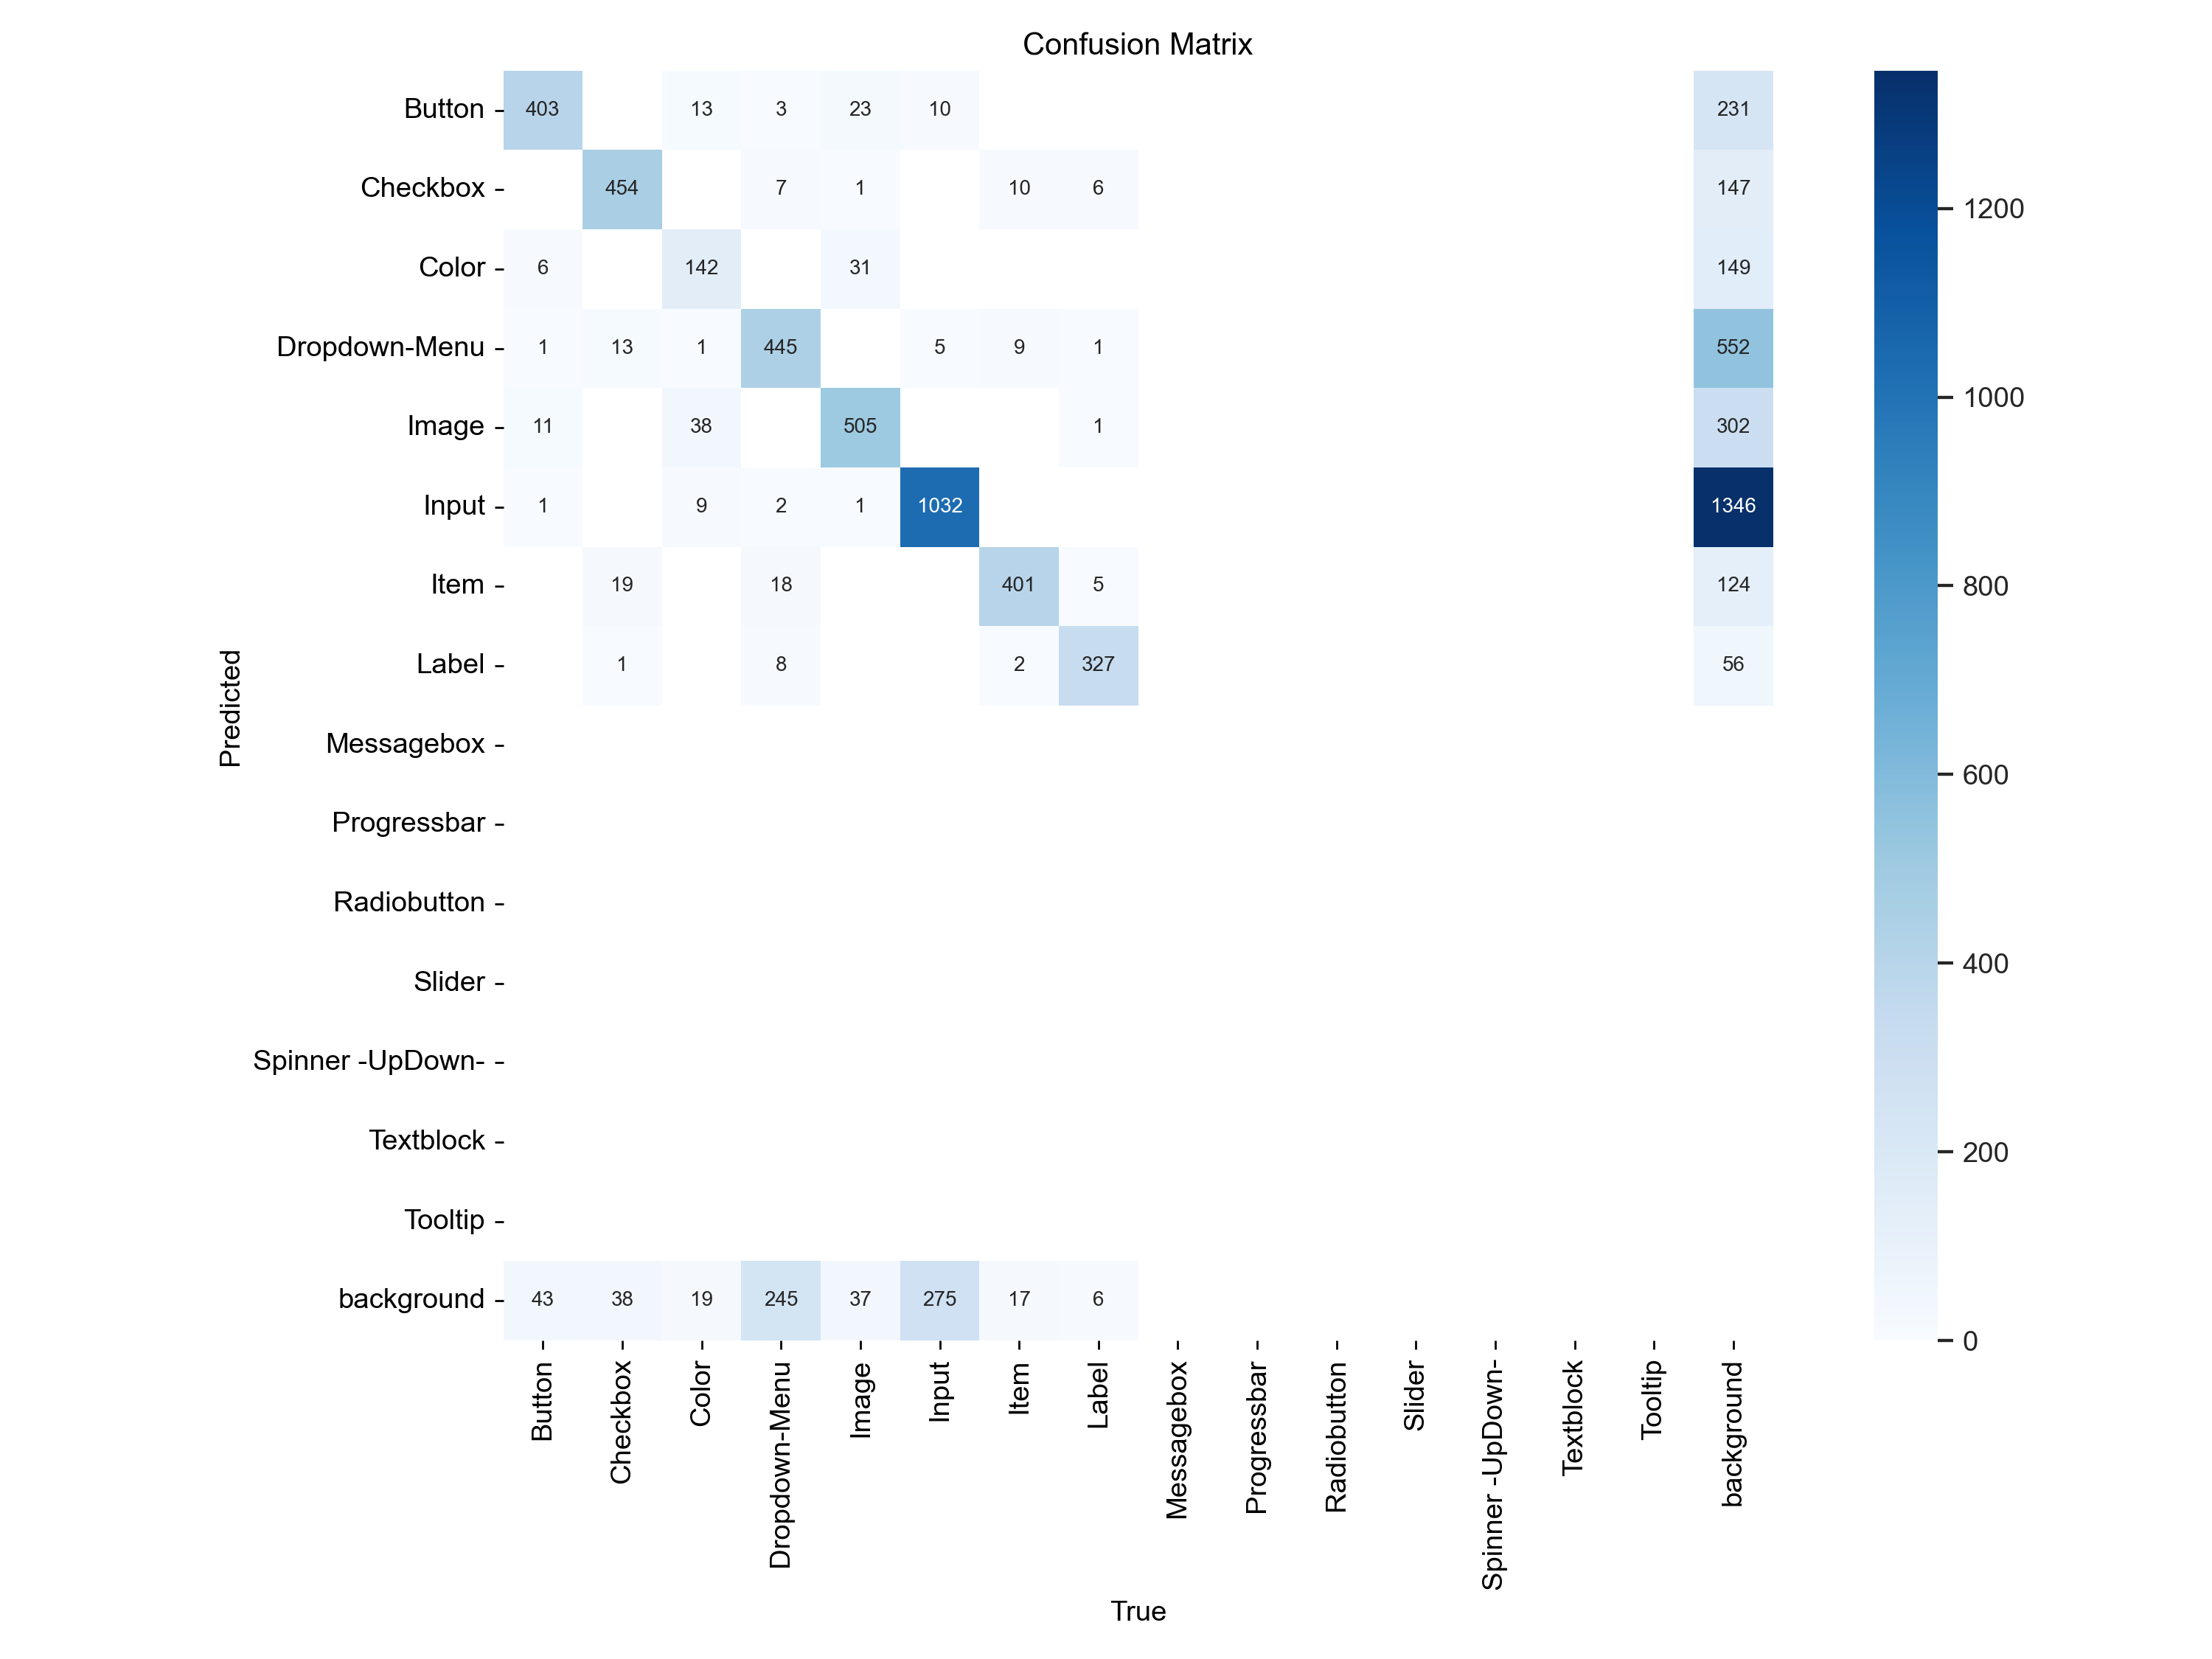 Confusion Matrix
Button 403 13 3 23 10 231
Checkbox 454 7 1 10 6 147
1200
Color 6 142 31 149
Dropdown-Menu 1 13 1 445 5 9 1 552
1000
Image 11 38 505 1 302
Input 1 9 2 1 1032 1346
Item 19 18 401 5 124
800
Label 1 8 2 327 56
Predicted
Messagebox
600
Progressbar
Radiobutton
400
Slider
Spinner -UpDown-
Textblock
200
Tooltip
background 43 38 19 245 37 275 17 6
0
Button Checkbox Color Dropdown-Menu Image Input Item Label Messagebox Progressbar Radiobutton Slider Spinner -UpDown- Textblock Tooltip background
True